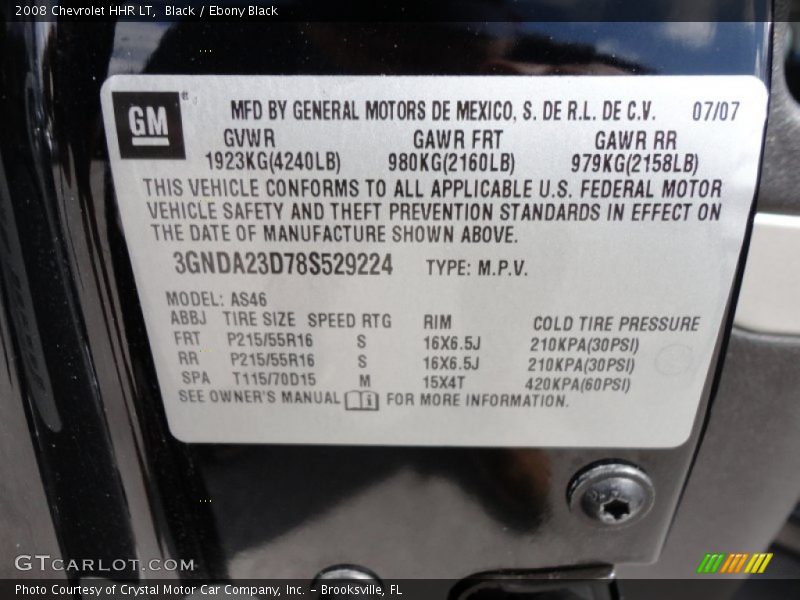 2008 Chevrolet HHR LT, Black / Ebony Black
GM
MFD BY GENERAL MOTORS DE MEXICO, S. DE R.L. DE C.V. 07/07
GVWR GAWR FRT GAWR RR
1923KG(4240LB) 980KG(2160LB) 979KG(2158LB)
THIS VEHICLE CONFORMS TO ALL APPLICABLE U.S. FEDERAL MOTOR
VEHICLE SAFETY AND THEFT PREVENTION STANDARDS IN EFFECT ON
THE DATE OF MANUFACTURE SHOWN ABOVE.
3GNDA23D78S529224 TYPE: M.P.V.
MODEL: AS46
ABBJ TIRE SIZE SPEED RTG RIM COLD TIRE PRESSURE
FRT P215/55R16 S 16X6.5J 210KPA(30PSI)
RR P215/55R16 S 16X6.5J 210KPA(30PSI)
SPA T115/70D15 M 15X4T 420KPA(60PSI)
SEE OWNER'S MANUAL FOR MORE INFORMATION.
GTCARLOT.COM
Photo Courtesy of Crystal Motor Car Company, Inc. – Brooksville, FL